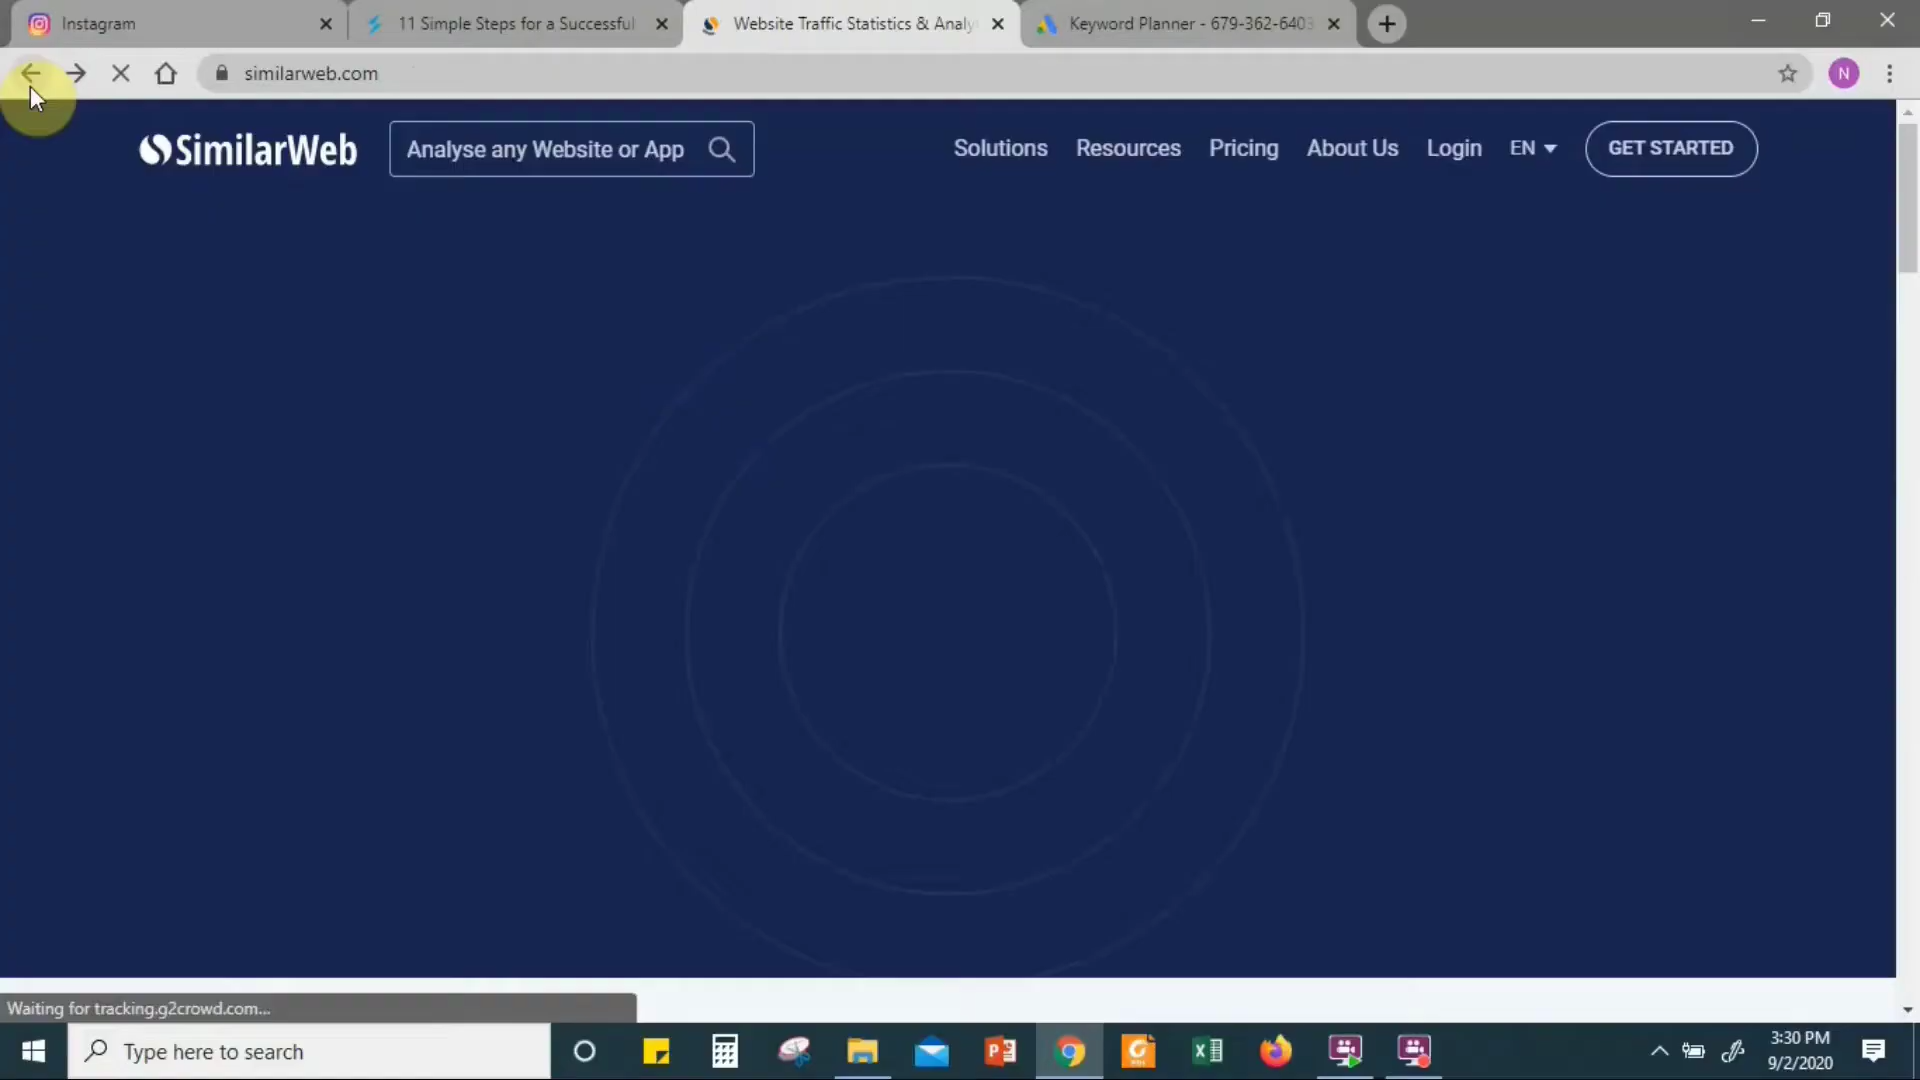 Instagram
11 Simple Steps for a Successful
Website Traffic Statistics & Analy
Keyword Planner - 679-362-6403
similarweb.com
N
SimilarWeb
Analyse any Website or App
Solutions
Resources
Pricing
About Us
Login
EN
GET STARTED
Waiting for tracking.g2crowd.com...
Type here to search
3:30 PM
9/2/2020